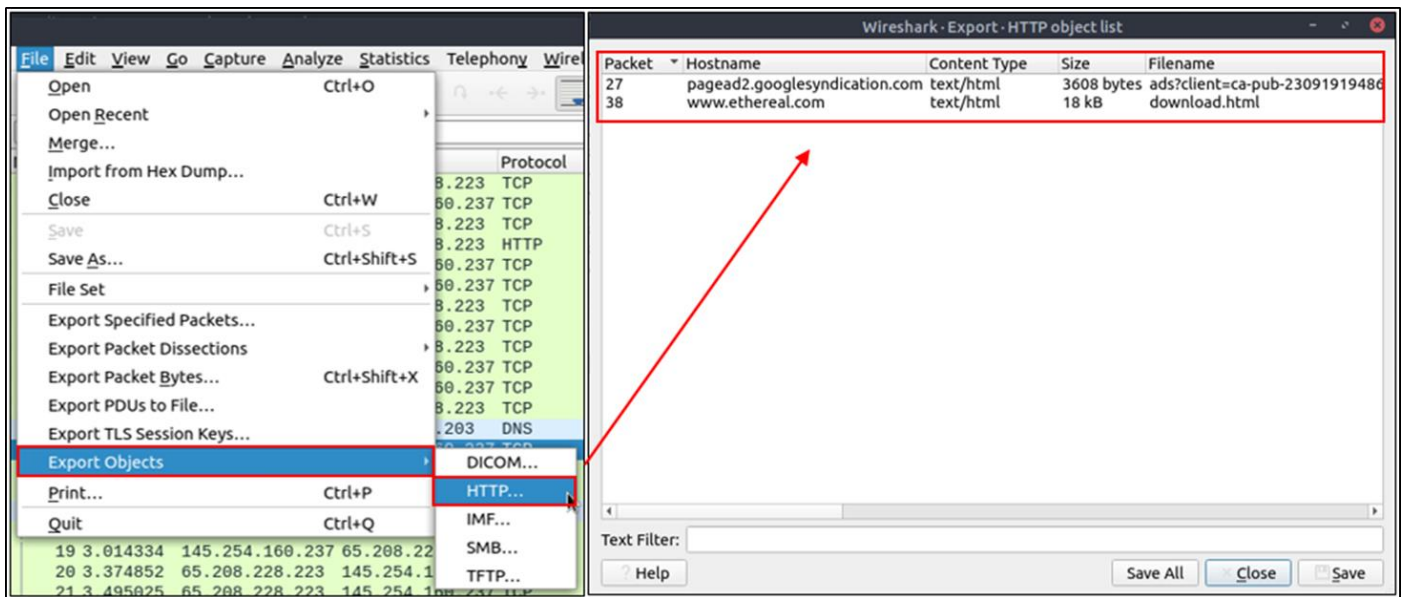 File Edit View Go Capture Analyze Statistics Telephony
Open Ctrl+O
Open Recent
Merge...
Import from Hex Dump...
Close Ctrl+W
Save Ctrl+S
Save As... Ctrl+Shift+S
File Set
Export Specified Packets...
Export Packet Dissections
Export Packet Bytes... Ctrl+Shift+X
Export PDUs to File...
Export TLS Session Keys...
Export Objects
Print... Ctrl+P
Quit Ctrl+Q
DICOM...
HTTP...
IMF...
SMB...
TFTP...
Protocol
8.223 TCP
60.237 TCP
8.223 TCP
8.223 HTTP
60.237 TCP
60.237 TCP
8.223 TCP
60.237 TCP
8.223 TCP
60.237 TCP
60.237 TCP
8.223 TCP
.203 DNS
19 3.014334 145.254.160.237 65.208.22
20 3.374852 65.208.228.223 145.254.1
21 3.495025 65.208.228.223
Wireshark · Export · HTTP object list
Packet Hostname Content Type Size Filename
27 pagead2.googlesyndication.com text/html 3608 bytes ads?client=ca-pub-23091919486
38 www.ethereal.com text/html 18 kB download.html
Text Filter:
Help Save All Close Save